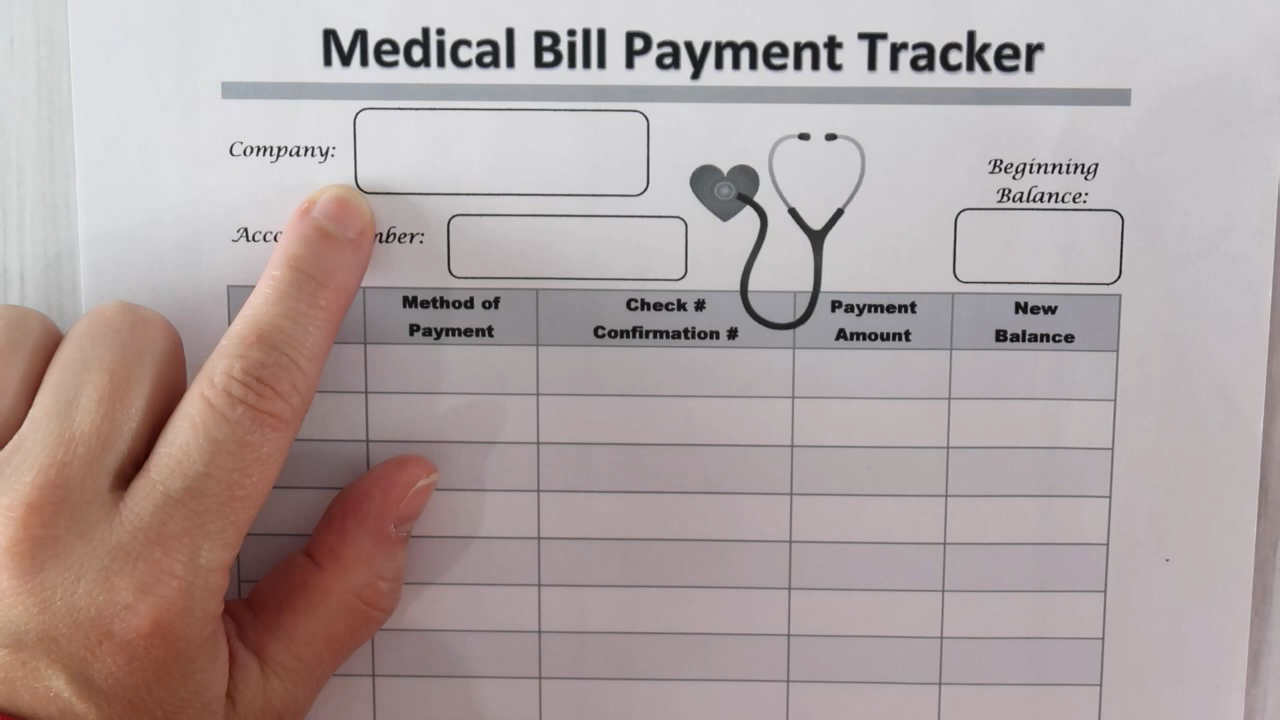 Medical Bill Payment Tracker
Company:
Beginning
Balance:
Method of
Payment
Check #
Confirmation #
Payment
Amount
New
Balance